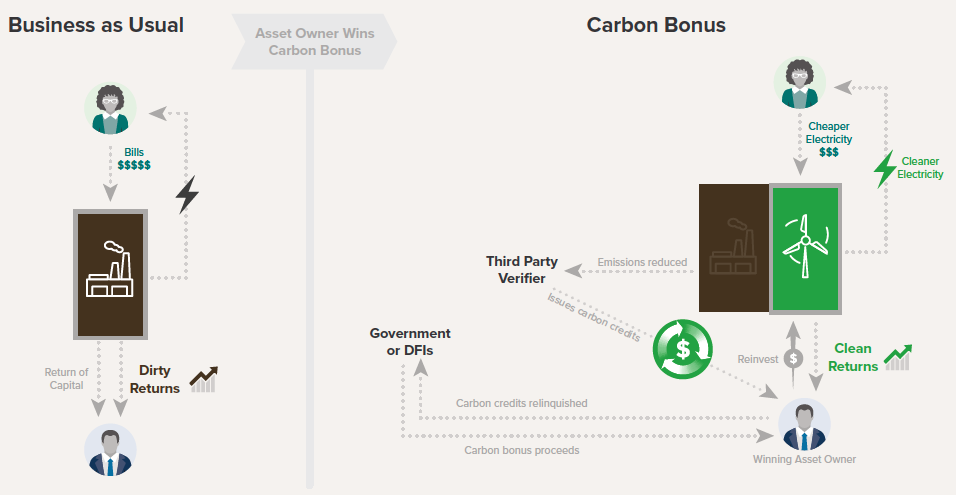 Business as Usual
Asset Owner Wins
Carbon Bonus
Carbon Bonus
Bills
$$$$$
Return of
Capital
Dirty
Returns
Cheaper
Electricity
$$$
Cleaner
Electricity
Third Party
Verifier
Emissions reduced
Issues carbon credits
$
Government
or DFIs
Reinvest
$
Clean
Returns
Carbon credits relinquished
Carbon bonus proceeds
Winning Asset Owner